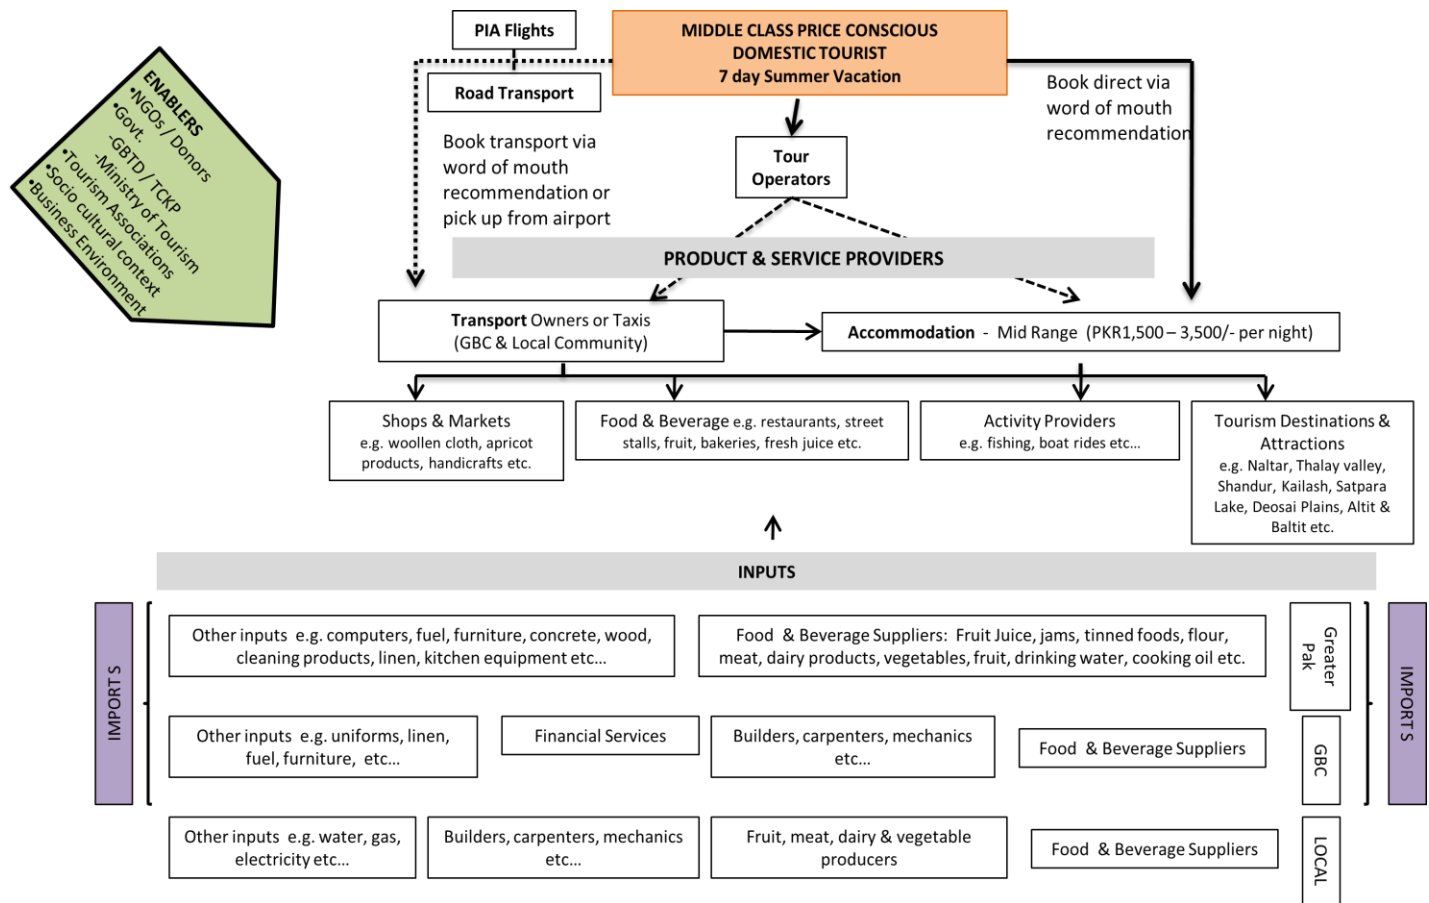 PIA Flights
MIDDLE CLASS PRICE CONSCIOUS
DOMESTIC TOURIST
7 day Summer Vacation
Road Transport
ENABLERS
•NGOs / Donors
•Govt.
-GBTD / TCKP
-Ministry of Tourism
•Tourism Associations
•Socio cultural context
•Business Environment
Book transport via
word of mouth
recommendation or
pick up from airport
Tour
Operators
Book direct via
word of mouth
recommendation
PRODUCT & SERVICE PROVIDERS
Transport Owners or Taxis
(GBC & Local Community)
Accommodation - Mid Range (PKR1,500 – 3,500/- per night)
Shops & Markets
e.g. woollen cloth, apricot
products, handicrafts etc.
Food & Beverage e.g. restaurants, street
stalls, fruit, bakeries, fresh juice etc.
Activity Providers
e.g. fishing, boat rides etc...
Tourism Destinations &
Attractions
e.g. Naltar, Thalay valley,
Shandur, Kailash, Satpara
Lake, Deosai Plains, Altit &
Baltit etc.
INPUTS
IMPORT S
Other inputs e.g. computers, fuel, furniture, concrete, wood,
cleaning products, linen, kitchen equipment etc...
Food & Beverage Suppliers: Fruit Juice, jams, tinned foods, flour,
meat, dairy products, vegetables, fruit, drinking water, cooking oil etc.
Greater
Pak
IMPORT S
Other inputs e.g. uniforms, linen,
fuel, furniture, etc...
Financial Services
Builders, carpenters, mechanics
etc...
Food & Beverage Suppliers
GBC
Other inputs e.g. water, gas,
electricity etc...
Builders, carpenters, mechanics
etc...
Fruit, meat, dairy & vegetable
producers
Food & Beverage Suppliers
LOCAL